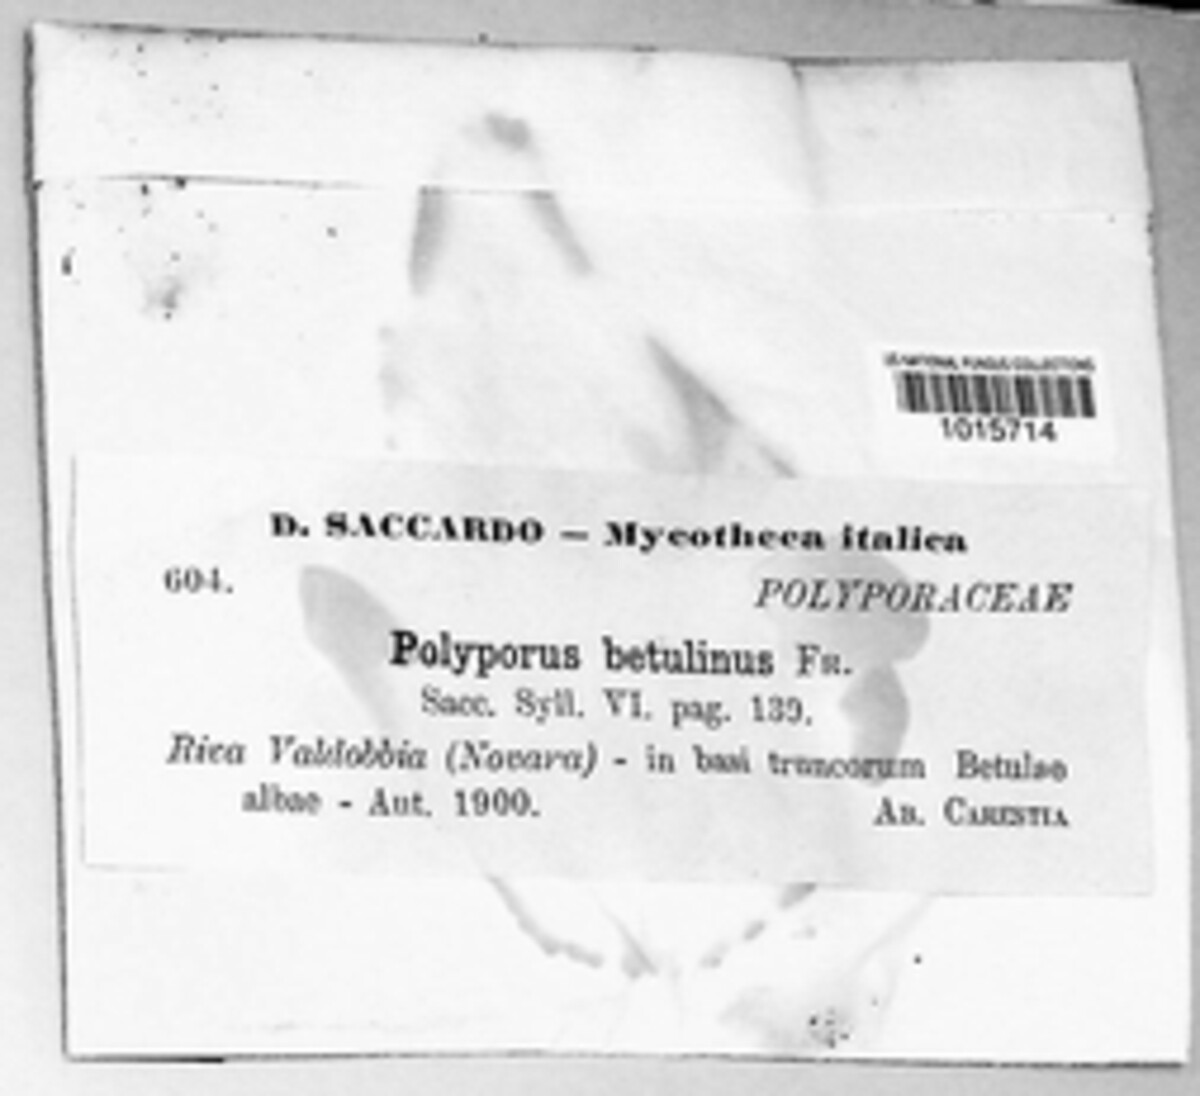 US NATIONAL FUNGUS COLLECTIONS
1015714
D. SACCARDO — Mycotheca italica
604.
POLYPORACEAE
Polyporus betulinus FR.
Sacc. Syll. VI. pag. 139.
Riva Valdobbia (Novara) - in basi truncorum Betulae
albae - Aut. 1900.
AB. CARESTIA